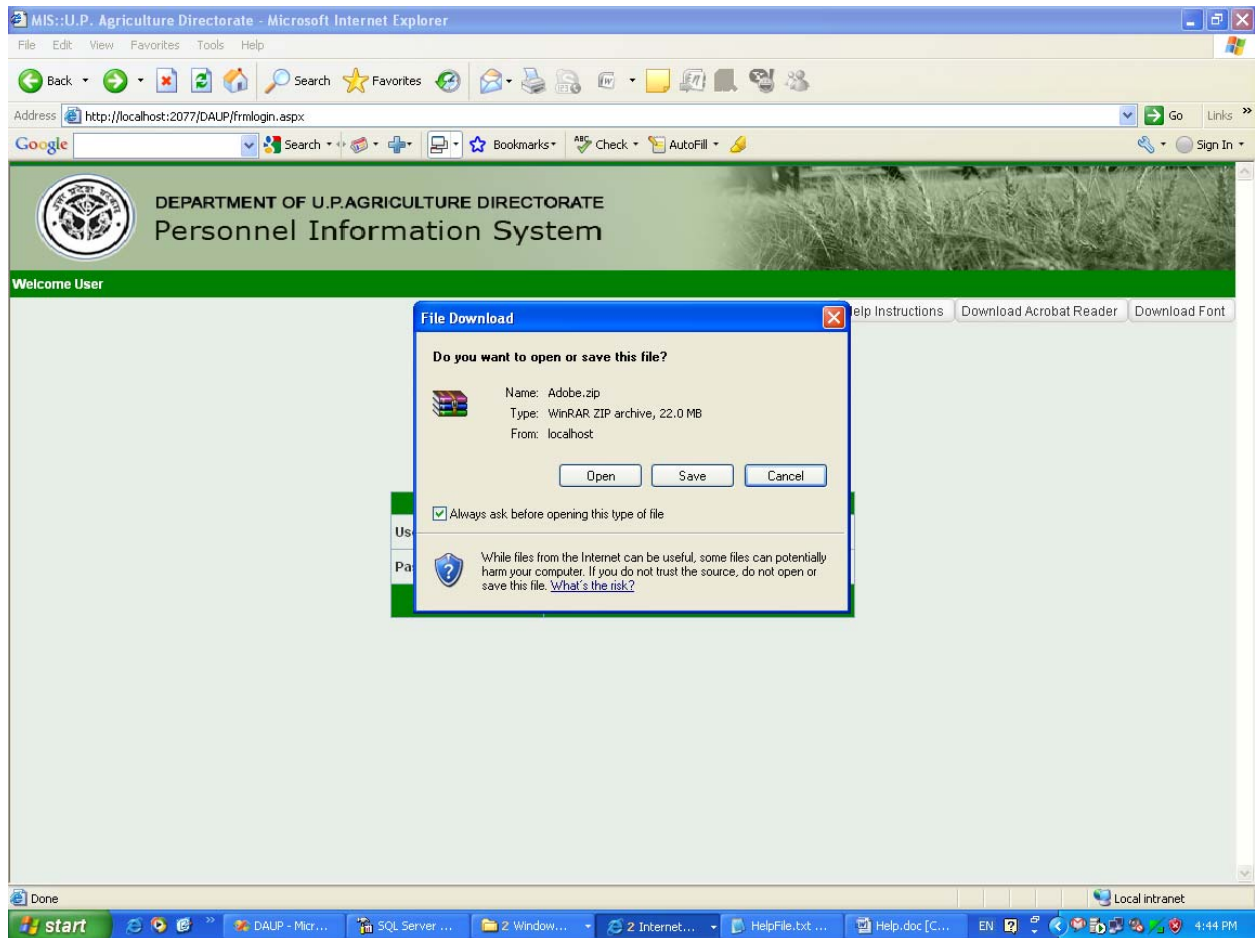 MIS::U.P. Agriculture Directorate - Microsoft Internet Explorer
File Edit View Favorites Tools Help
Back Search Favorites
Address http://localhost:2077/DAUP/frmlogin.aspx Go Links »
Google Search Bookmarks ABC Check AutoFill Sign In
DEPARTMENT OF U.P.AGRICULTURE DIRECTORATE
Personnel Information System
Welcome User
elp Instructions Download Acrobat Reader Download Font
File Download
Do you want to open or save this file?
Name: Adobe.zip
Type: WinRAR ZIP archive, 22.0 MB
From: localhost
Open Save Cancel
Always ask before opening this type of file
Us
Pa
While files from the Internet can be useful, some files can potentially
harm your computer. If you do not trust the source, do not open or
save this file. What's the risk?
Done Local intranet
start » DAUP - Micr... SQL Server ... 2 Window... 2 Internet... HelpFile.txt ... Help.doc [C... EN 4:44 PM